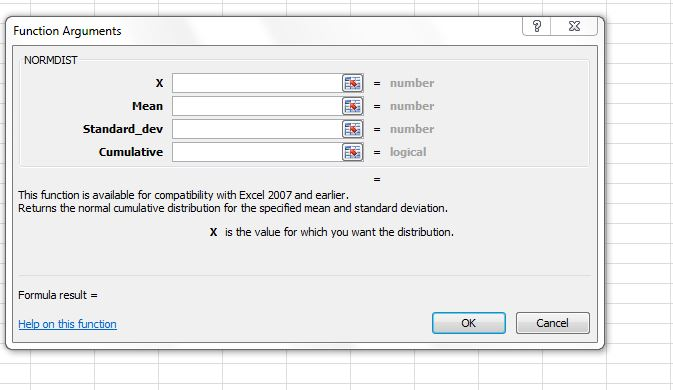 Function Arguments
NORMDIST
X = number
Mean = number
Standard_dev = number
Cumulative = logical
=
This function is available for compatibility with Excel 2007 and earlier.
Returns the normal cumulative distribution for the specified mean and standard deviation.
X is the value for which you want the distribution.
Formula result =
Help on this function OK Cancel